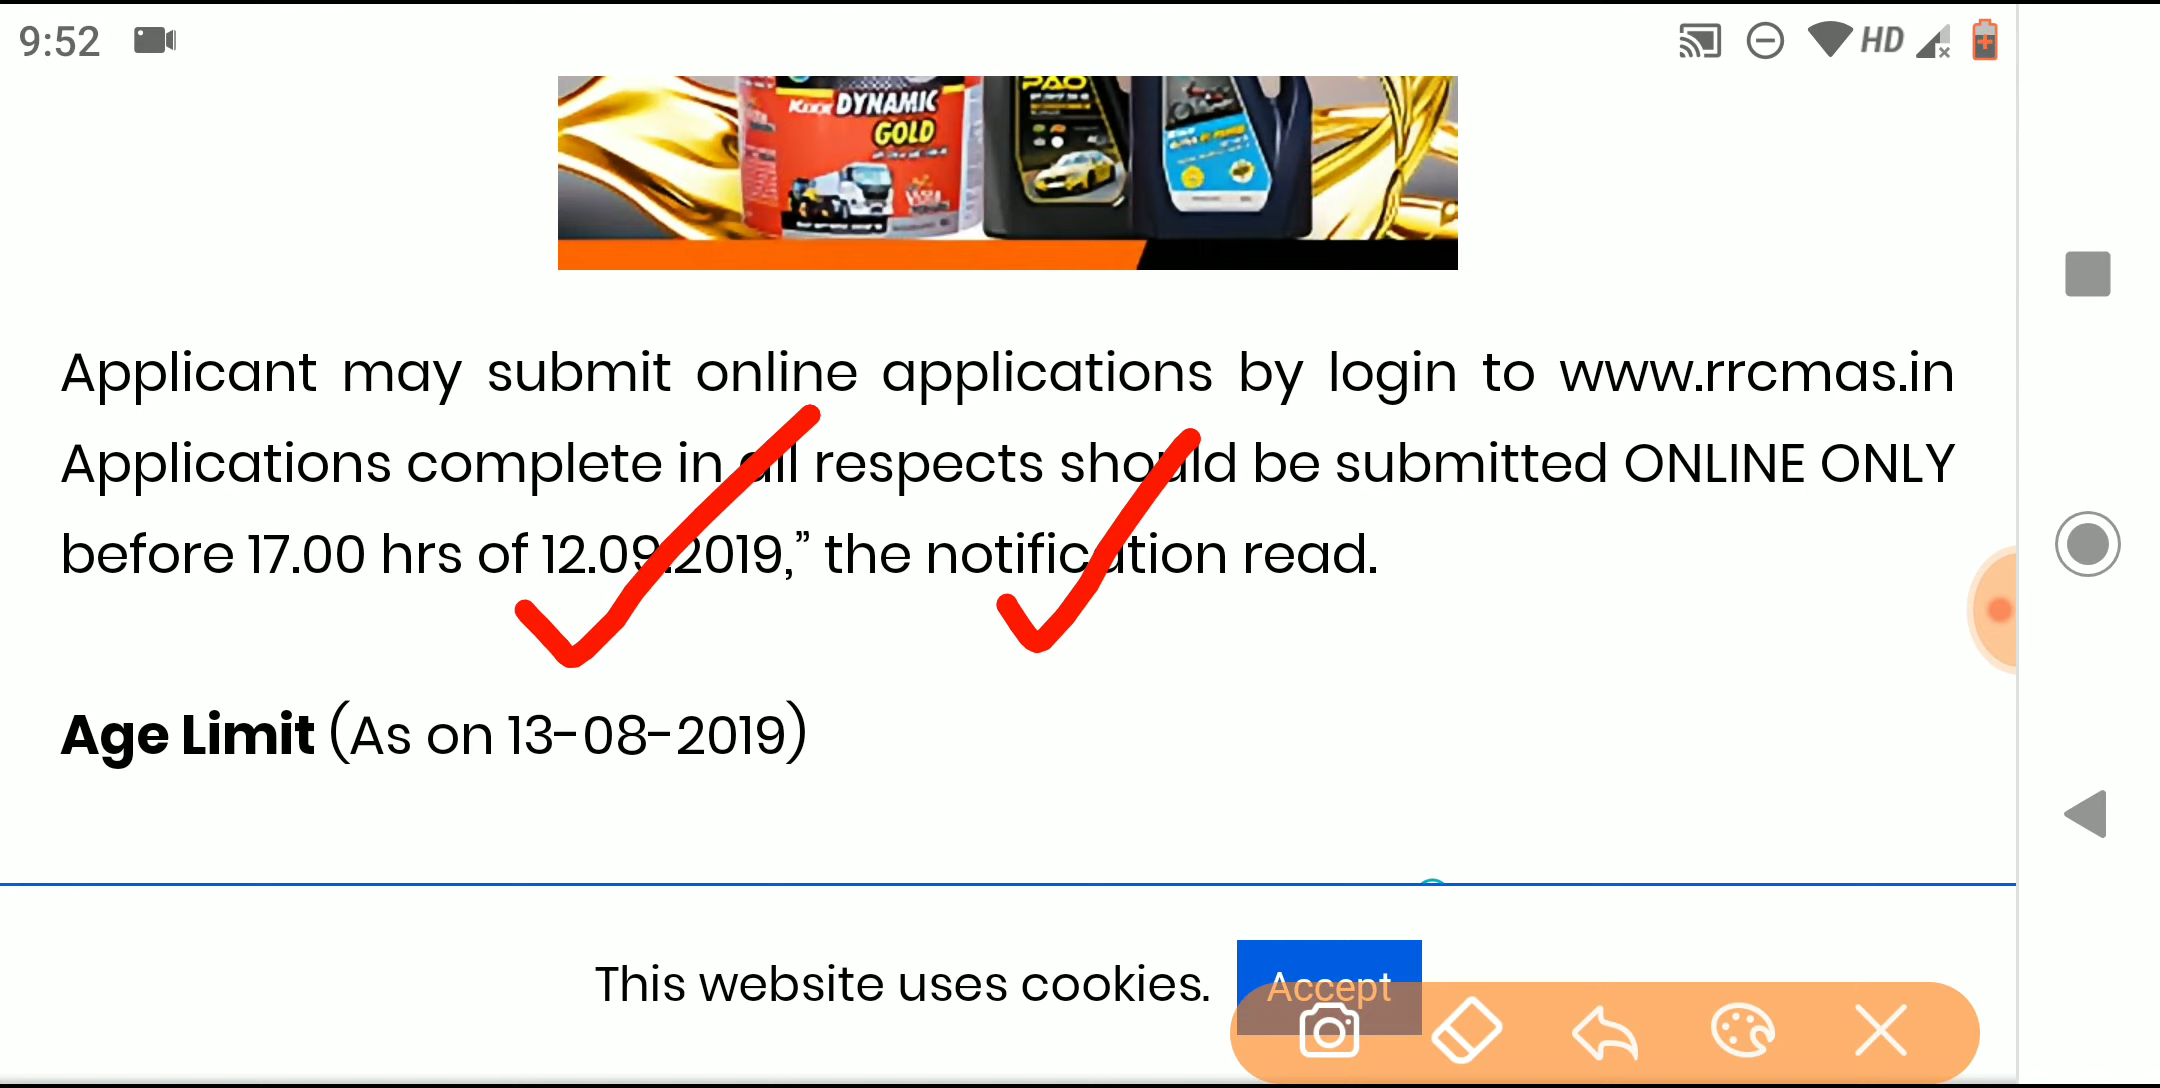 9:52
HD
DYNAMIC
GOLD
PAO
Applicant may submit online applications by login to www.rrcmas.in
Applications complete in all respects should be submitted ONLINE ONLY
before 17.00 hrs of 12.09.2019,” the notification read.
Age Limit (As on 13-08-2019)
This website uses cookies.
Accept